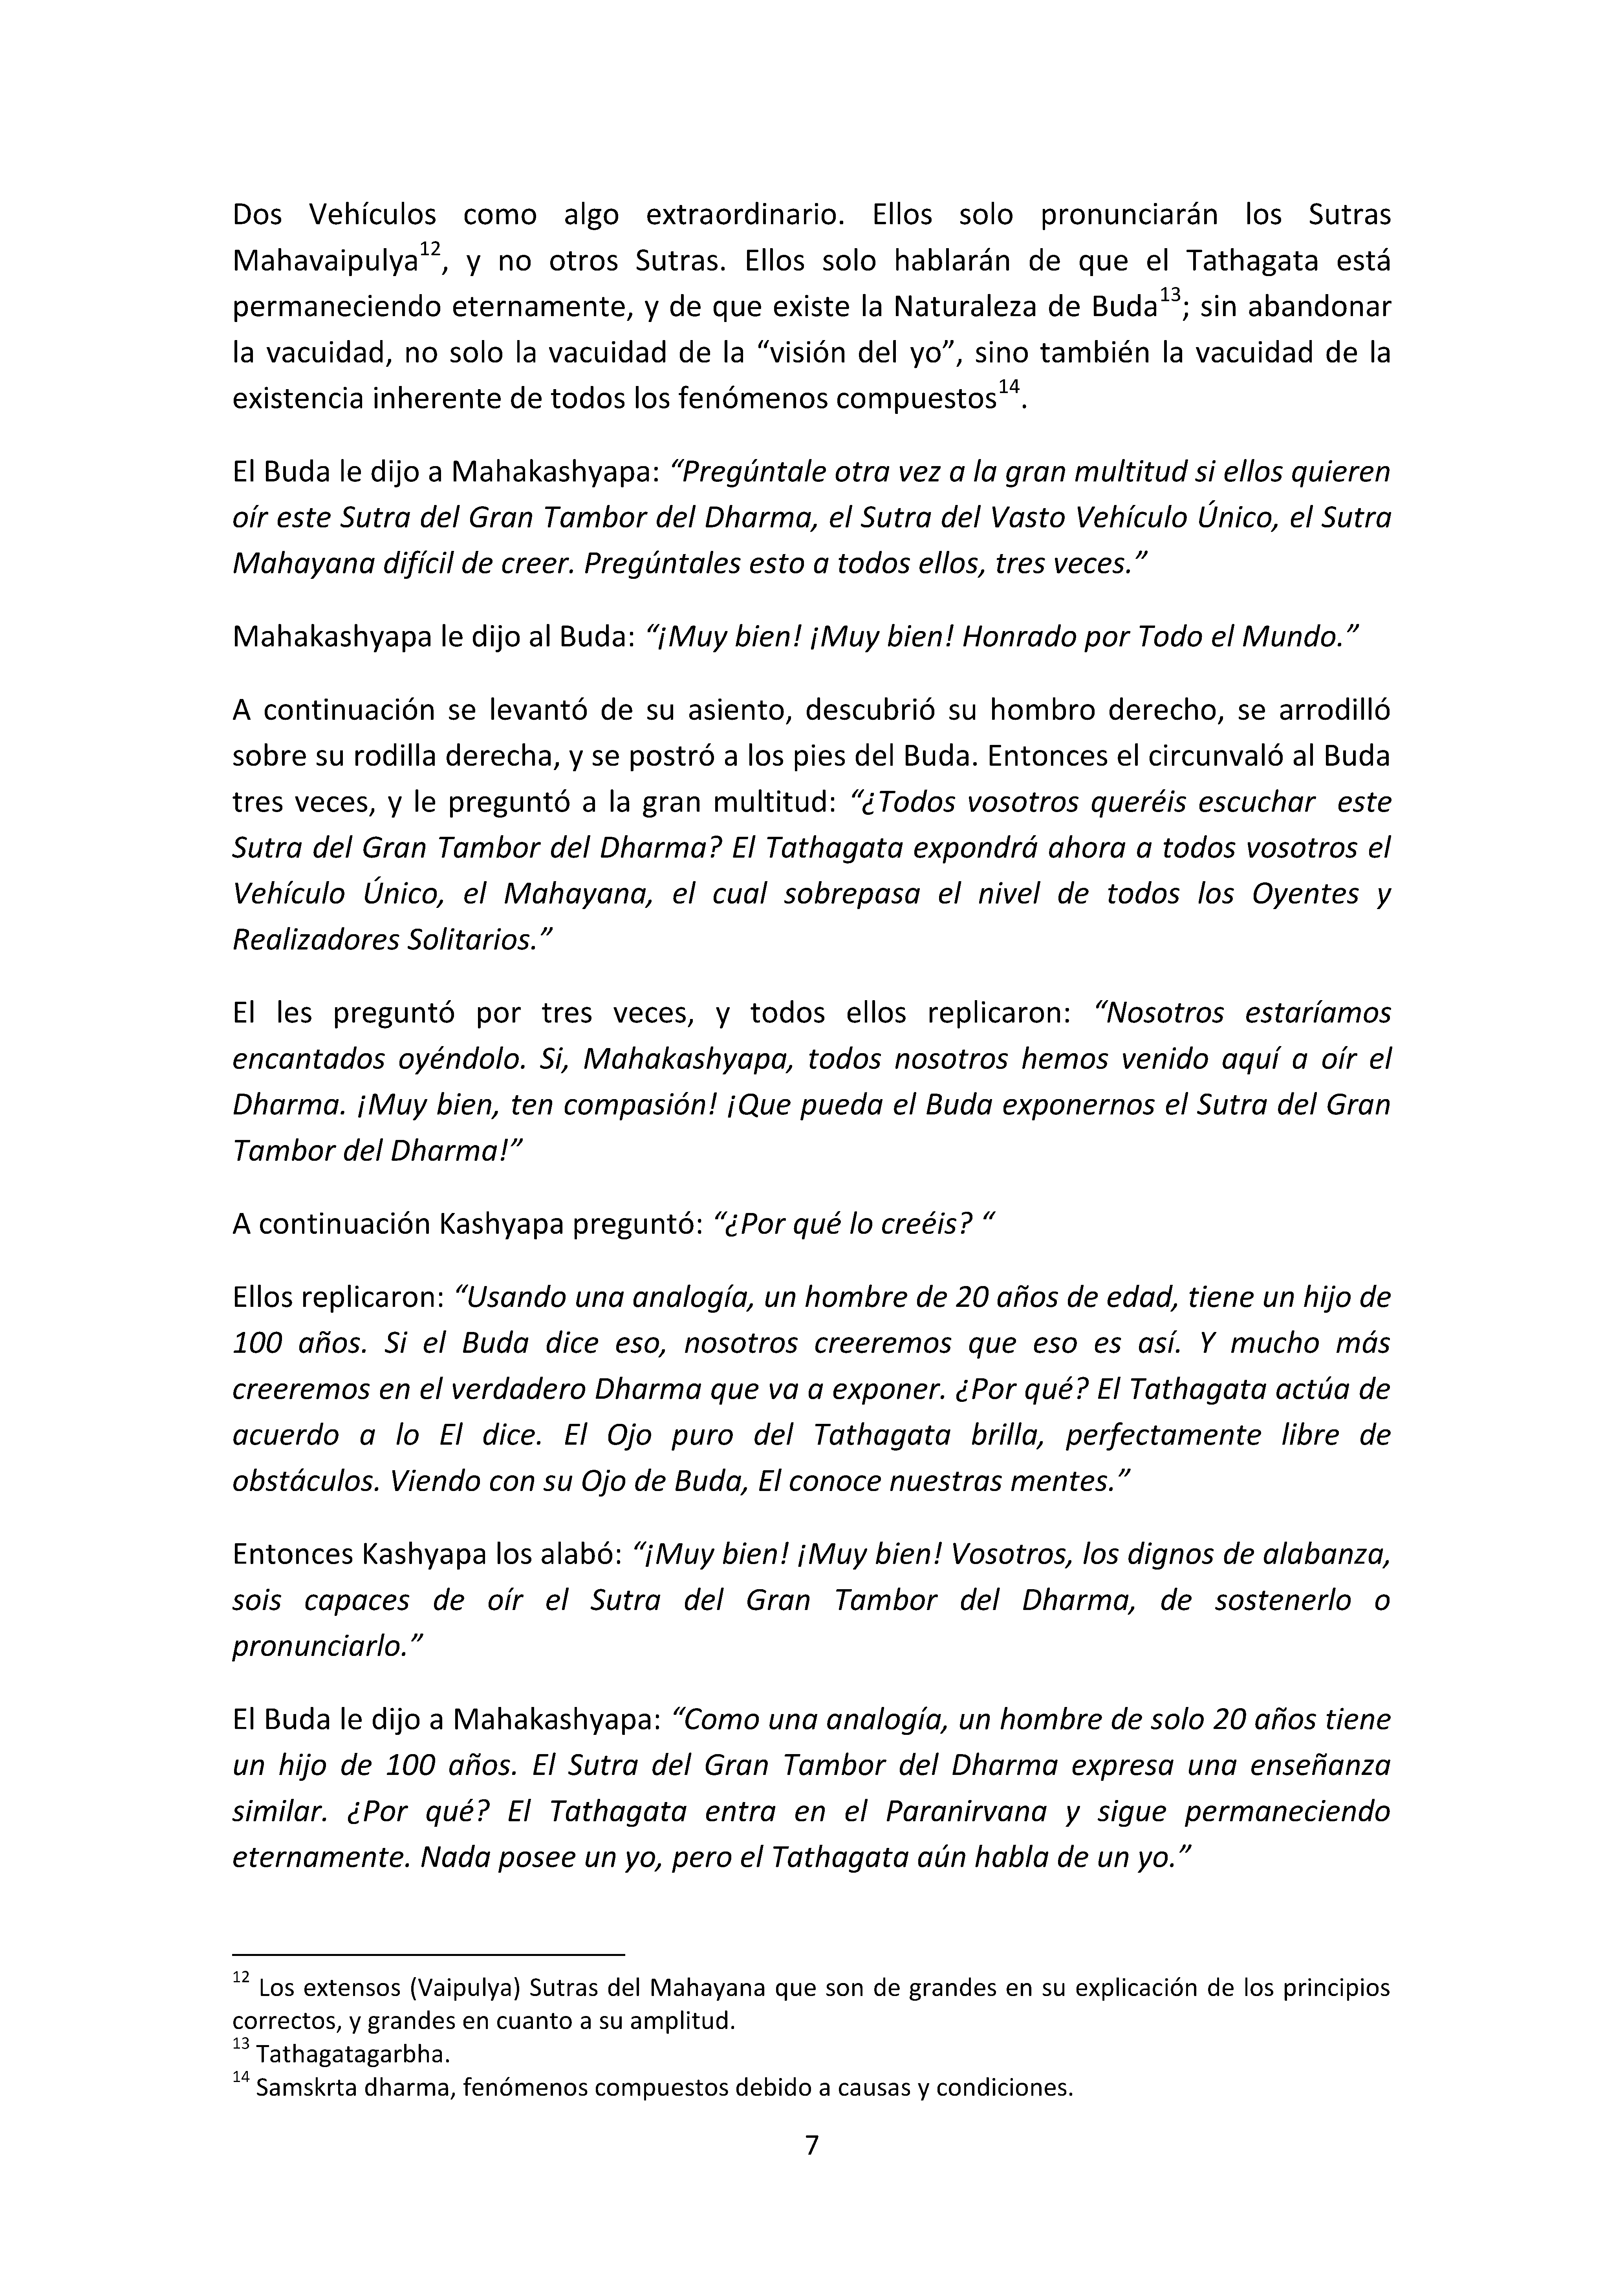 Dos Vehículos como algo extraordinario. Ellos solo pronunciarán los Sutras
Mahavaipulya12, y no otros Sutras. Ellos solo hablarán de que el Tathagata está
permaneciendo eternamente, y de que existe la Naturaleza de Buda13; sin abandonar
la vacuidad, no solo la vacuidad de la “visión del yo”, sino también la vacuidad de la
existencia inherente de todos los fenómenos compuestos14.
El Buda le dijo a Mahakashyapa: “Pregúntale otra vez a la gran multitud si ellos quieren
oír este Sutra del Gran Tambor del Dharma, el Sutra del Vasto Vehículo Único, el Sutra
Mahayana difícil de creer. Pregúntales esto a todos ellos, tres veces.”
Mahakashyapa le dijo al Buda: “¡Muy bien! ¡Muy bien! Honrado por Todo el Mundo.”
A continuación se levantó de su asiento, descubrió su hombro derecho, se arrodilló
sobre su rodilla derecha, y se postró a los pies del Buda. Entonces el circunvaló al Buda
tres veces, y le preguntó a la gran multitud: “¿Todos vosotros queréis escuchar este
Sutra del Gran Tambor del Dharma? El Tathagata expondrá ahora a todos vosotros el
Vehículo Único, el Mahayana, el cual sobrepasa el nivel de todos los Oyentes y
Realizadores Solitarios.”
El les preguntó por tres veces, y todos ellos replicaron: “Nosotros estaríamos
encantados oyéndolo. Si, Mahakashyapa, todos nosotros hemos venido aquí a oír el
Dharma. ¡Muy bien, ten compasión! ¡Que pueda el Buda exponernos el Sutra del Gran
Tambor del Dharma!”
A continuación Kashyapa preguntó: “¿Por qué lo creéis? “
Ellos replicaron: “Usando una analogía, un hombre de 20 años de edad, tiene un hijo de
100 años. Si el Buda dice eso, nosotros creeremos que eso es así. Y mucho más
creeremos en el verdadero Dharma que va a exponer. ¿Por qué? El Tathagata actúa de
acuerdo a lo El dice. El Ojo puro del Tathagata brilla, perfectamente libre de
obstáculos. Viendo con su Ojo de Buda, El conoce nuestras mentes.”
Entonces Kashyapa los alabó: “¡Muy bien! ¡Muy bien! Vosotros, los dignos de alabanza,
sois capaces de oír el Sutra del Gran Tambor del Dharma, de sostenerlo o
pronunciarlo.”
El Buda le dijo a Mahakashyapa: “Como una analogía, un hombre de solo 20 años tiene
un hijo de 100 años. El Sutra del Gran Tambor del Dharma expresa una enseñanza
similar. ¿Por qué? El Tathagata entra en el Paranirvana y sigue permaneciendo
eternamente. Nada posee un yo, pero el Tathagata aún habla de un yo.”
12 Los extensos (Vaipulya) Sutras del Mahayana que son de grandes en su explicación de los principios
correctos, y grandes en cuanto a su amplitud.
13 Tathagatagarbha.
14 Samskrta dharma, fenómenos compuestos debido a causas y condiciones.
7